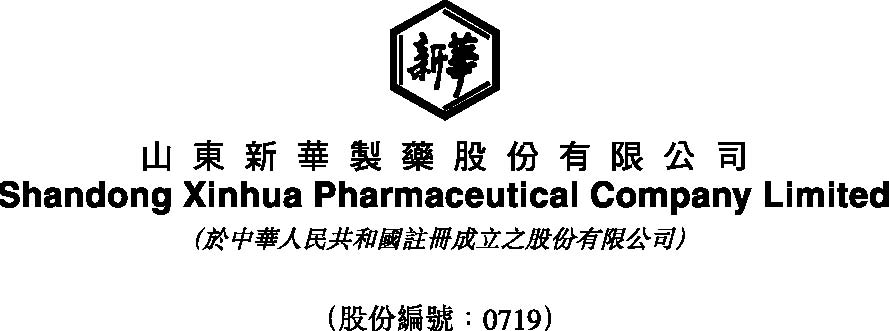 新華
山東新華製藥股份有限公司
Shandong Xinhua Pharmaceutical Company Limited
（於中華人民共和國註冊成立之股份有限公司）
（股份編號：0719）